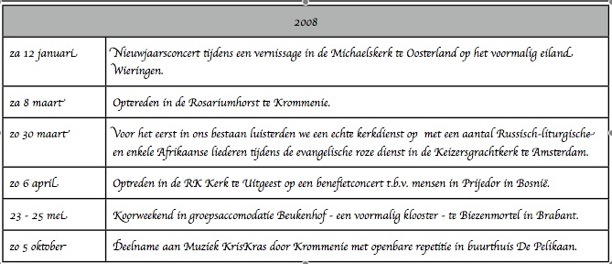 2008
za 12 januari Nieuwjaarsconcert tijdens een vernissage in de Michaelskerk te Oosterland op het voormalig eiland
Wieringen.
za 8 maart Optereden in de Rosariumhorst te Krommenie.
zo 30 maart Voor het eerst in ons bestaan luisterden we een echte kerkdienst op met een aantal Russisch-liturgische
en enkele Afrikaanse liederen tijdens de evangelische roze dienst in de Keizersgrachtkerk te Amsterdam.
zo 6 april Optreden in de RK Kerk te Uitgeest op een benefietconcert t.b.v. mensen in Prijedor in Bosnië.
23 - 25 mei Koorweekend in groepsaccomodatie Beukenhof - een voormalig klooster - te Biezenmortel in Brabant.
zo 5 oktober Deelname aan Muziek KrisKras door Krommenie met openbare repetitie in buurthuis De Pelikaan.